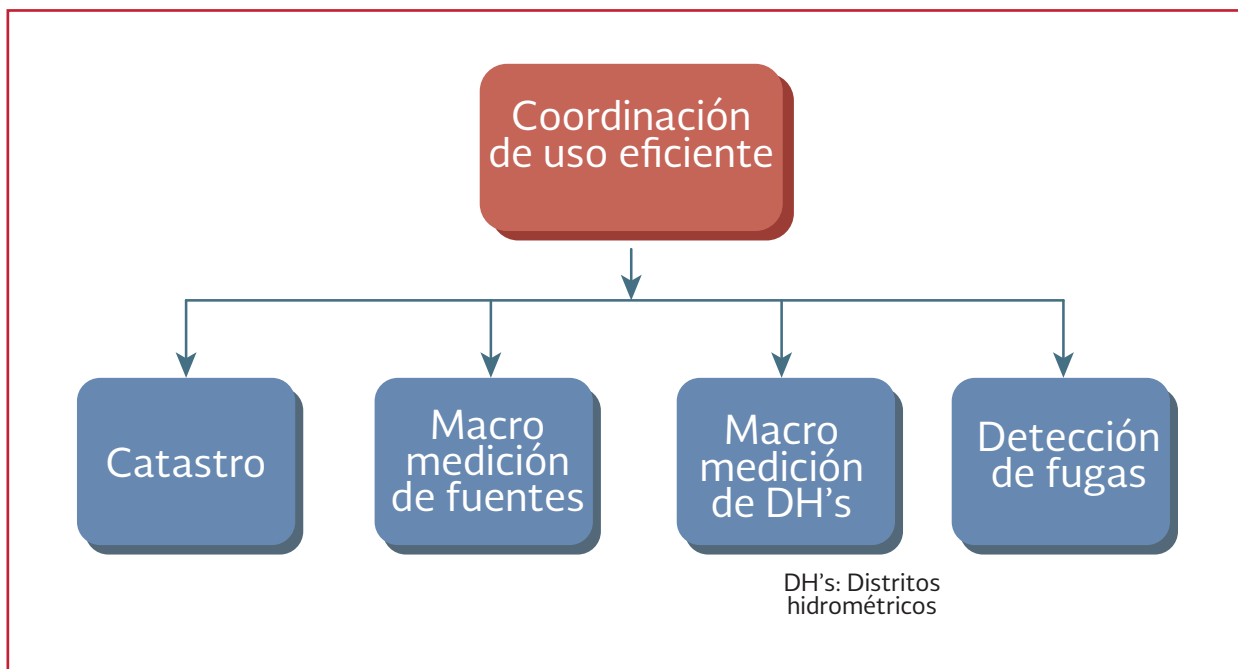 Coordinación
de uso eficiente
Catastro
Macro
medición
de fuentes
Macro
medición
de DH's
Detección
de fugas
DH's: Distritos
hidrométricos